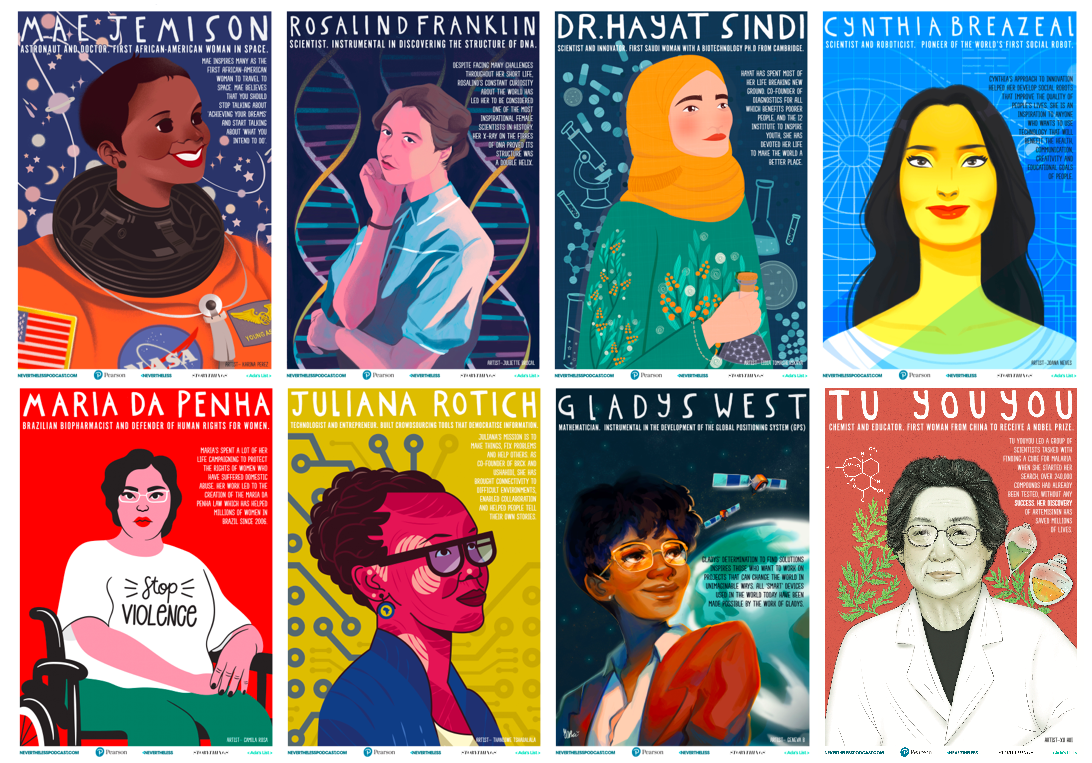 MAE JEMISON
ASTRONAUT AND DOCTOR. FIRST AFRICAN-AMERICAN WOMAN IN SPACE.
MAE INSPIRES MANY AS THE
FIRST AFRICAN-AMERICAN
WOMAN TO TRAVEL TO
SPACE. MAE BELIEVES
THAT YOU SHOULD
STOP TALKING ABOUT
'ACHIEVING YOUR DREAMS'
AND START TALKING
ABOUT WHAT YOU
INTEND TO DO'.
NASA
YOUNG AS
ARTIST - KARINA PEREZ
NEVERTHELESSPODCAST.COM
Pearson
NEVERTHELESS
ROSALIND FRANKLIN
SCIENTIST. INSTRUMENTAL IN DISCOVERING THE STRUCTURE OF DNA.
DESPITE FACING MANY CHALLENGES
THROUGHOUT HER SHORT LIFE,
ROSALIND'S CONSTANT CURIOSITY
ABOUT THE WORLD HAS
LED HER TO BE CONSIDERED
ONE OF THE MOST
INSPIRATIONAL FEMALE
SCIENTISTS IN HISTORY.
HER X-RAY ON THE FIBRES
OF DNA PROVED ITS
STRUCTURE WAS
A DOUBLE HELIX.
NEVERTHELESSPODCAST.COM
Pearson
NEVERTHELESS
DR. HAYAT SINDI
SCIENTIST AND INNOVATOR. FIRST SAUDI WOMAN WITH A BIOTECHNOLOGY PH.D FROM CAMBRIDGE.
HAYAT HAS SPENT MOST OF
HER LIFE BREAKING NEW
GROUND. CO-FOUNDER OF
DIAGNOSTICS FOR ALL
WHICH BENEFITS POORER
PEOPLE, AND THE I2
INSTITUTE TO INSPIRE
YOUTH, SHE HAS
DEVOTED HER LIFE
TO MAKE THE WORLD A
BETTER PLACE.
NEVERTHELESSPODCAST.COM
Pearson
NEVERTHELESS
CYNTHIA BREAZEAL
SCIENTIST AND ROBOTICIST. PIONEER OF THE WORLD'S FIRST SOCIAL ROBOT.
CYNTHIA'S APPROACH TO INNOVATION
HELPED HER DEVELOP SOCIAL ROBOTS
THAT IMPROVE THE QUALITY OF
PEOPLE'S LIVES. SHE IS AN
INSPIRATION TO ANYONE
WHO WANTS TO USE
TECHNOLOGY THAT WILL
BENEFIT THE HEALTH,
COMMUNICATION,
CREATIVITY AND
EDUCATIONAL GOALS
OF PEOPLE.
ARTIST - JOANA NEVES
NEVERTHELESSPODCAST.COM
Pearson
NEVERTHELESS
MARIA DA PENHA
BRAZILIAN BIOPHARMACIST AND DEFENDER OF HUMAN RIGHTS FOR WOMEN.
MARIA'S SPENT A LOT OF HER
LIFE CAMPAIGNING TO PROTECT
THE RIGHTS OF WOMEN WHO
HAVE SUFFERED DOMESTIC
ABUSE. HER WORK LED TO THE
CREATION OF THE MARIA DA
PENHA LAW WHICH HAS HELPED
MILLIONS OF WOMEN IN
BRAZIL SINCE 2006.
Stop
VIOLENCE
ARTIST - CAMILA ROSA
NEVERTHELESSPODCAST.COM
Pearson
NEVERTHELESS
JULIANA ROTICH
TECHNOLOGIST AND ENTREPRENEUR. BUILT CROWDSOURCING TOOLS THAT DEMOCRATISE INFORMATION.
JULIANA'S MISSION IS TO
MAKE THINGS, FIX PROBLEMS
AND HELP OTHERS. AS
CO-FOUNDER OF BRCK AND
USHAHIDI, SHE HAS
BROUGHT CONNECTIVITY TO
DIFFICULT ENVIRONMENTS,
ENABLED COLLABORATION
AND HELPED PEOPLE TELL
THEIR OWN STORIES.
NEVERTHELESSPODCAST.COM
Pearson
NEVERTHELESS
GLADYS WEST
MATHEMATICIAN. INSTRUMENTAL IN THE DEVELOPMENT OF THE GLOBAL POSITIONING SYSTEM (GPS)
GLADYS' DETERMINATION TO FIND SOLUTIONS
INSPIRES THOSE WHO WANT TO WORK ON
PROJECTS THAT CAN CHANGE THE WORLD IN
UNIMAGINABLE WAYS. ALL 'SMART' DEVICES
USED IN THE WORLD TODAY HAVE BEEN
MADE POSSIBLE BY THE WORK OF GLADYS.
ARTIST - GENEVA B
NEVERTHELESSPODCAST.COM
Pearson
NEVERTHELESS
TU YOUYOU
CHEMIST AND EDUCATOR. FIRST WOMAN FROM CHINA TO RECEIVE A NOBEL PRIZE.
TU YOUYOU LED A GROUP OF
SCIENTISTS TASKED WITH
FINDING A CURE FOR MALARIA.
WHEN SHE STARTED HER
SEARCH, OVER 240,000
COMPOUNDS HAD ALREADY
BEEN TESTED, WITHOUT ANY
SUCCESS. HER DISCOVERY
OF ARTEMISININ HAS
SAVED MILLIONS
OF LIVES.
ARTIST - XU HUI
NEVERTHELESSPODCAST.COM
Pearson
NEVERTHELESS